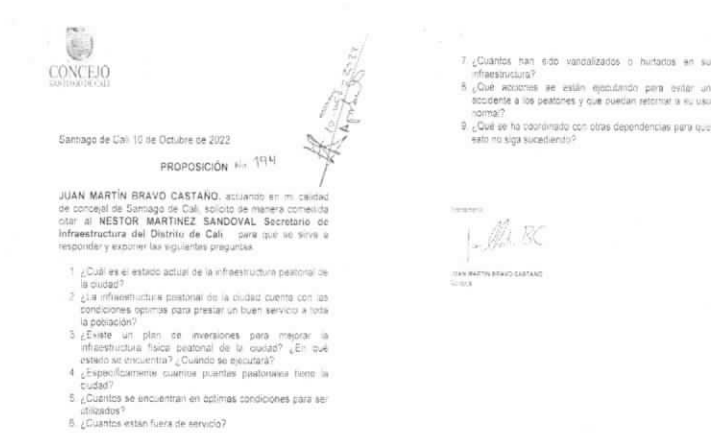 CONCEJO
SANTIAGO DE CALI
Santiago de Cali 10 de Octubre de 2022
PROPOSICIÓN No. 194
JUAN MARTÍN BRAVO CASTAÑO, actuando en mi calidad
de concejal de Santiago de Cali, solicito de manera comedida
citar al NESTOR MARTINEZ SANDOVAL Secretario de
Infraestructura del Distrito de Cali para que se sirva a
responder y exponer las siguientes preguntas
1 ¿Cuál es el estado actual de la infraestructura peatonal de
la ciudad?
2 ¿La infraestructura peatonal de la ciudad cuenta con las
condiciones optimas para prestar un buen servicio a toda
la población?
3 ¿Existe un plan de inversiones para mejorar la
infraestructura física peatonal de la ciudad? ¿En qué
estado se encuentra? ¿Cuándo se ejecutará?
4 ¿Específicamente cuantos puentes peatonales tiene la
ciudad?
5 ¿Cuantos se encuentran en óptimas condiciones para ser
utilizados?
6 ¿Cuantos están fuera de servicio?
7 ¿Cuántos han sido vandalizados o hurtados en su
infraestructura?
8 ¿Qué acciones se están ejecutando para evitar un
accidente a los peatones y que puedan retornar a su uso
normal?
9 ¿Qué se ha coordinado con otras dependencias para que
esto no siga sucediendo?
JUAN MARTÍN BRAVO CASTAÑO
Concejal